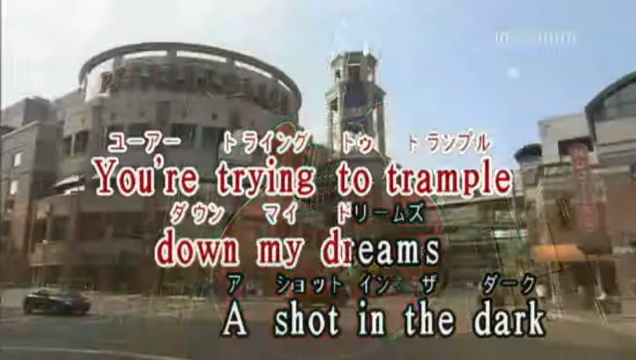 ユーアー トライング トゥ トランプル
You're trying to trample
ダウン マイ ドリームズ
down my dreams
ア ショット イン ザ ダーク
A shot in the dark